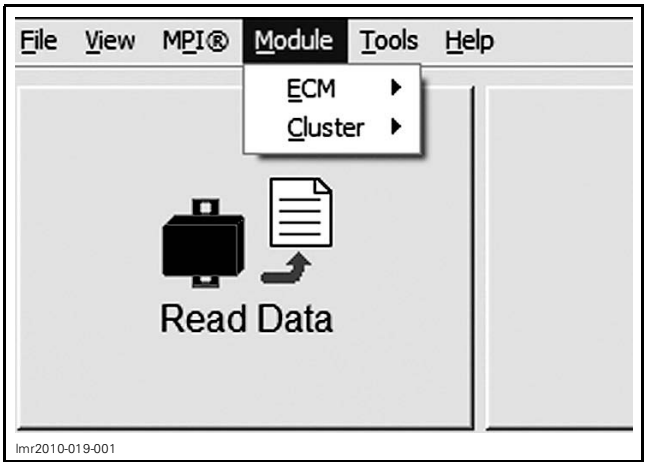 File View MPI® Module Tools Help
ECM
Cluster
Read Data
lmr2010-019-001